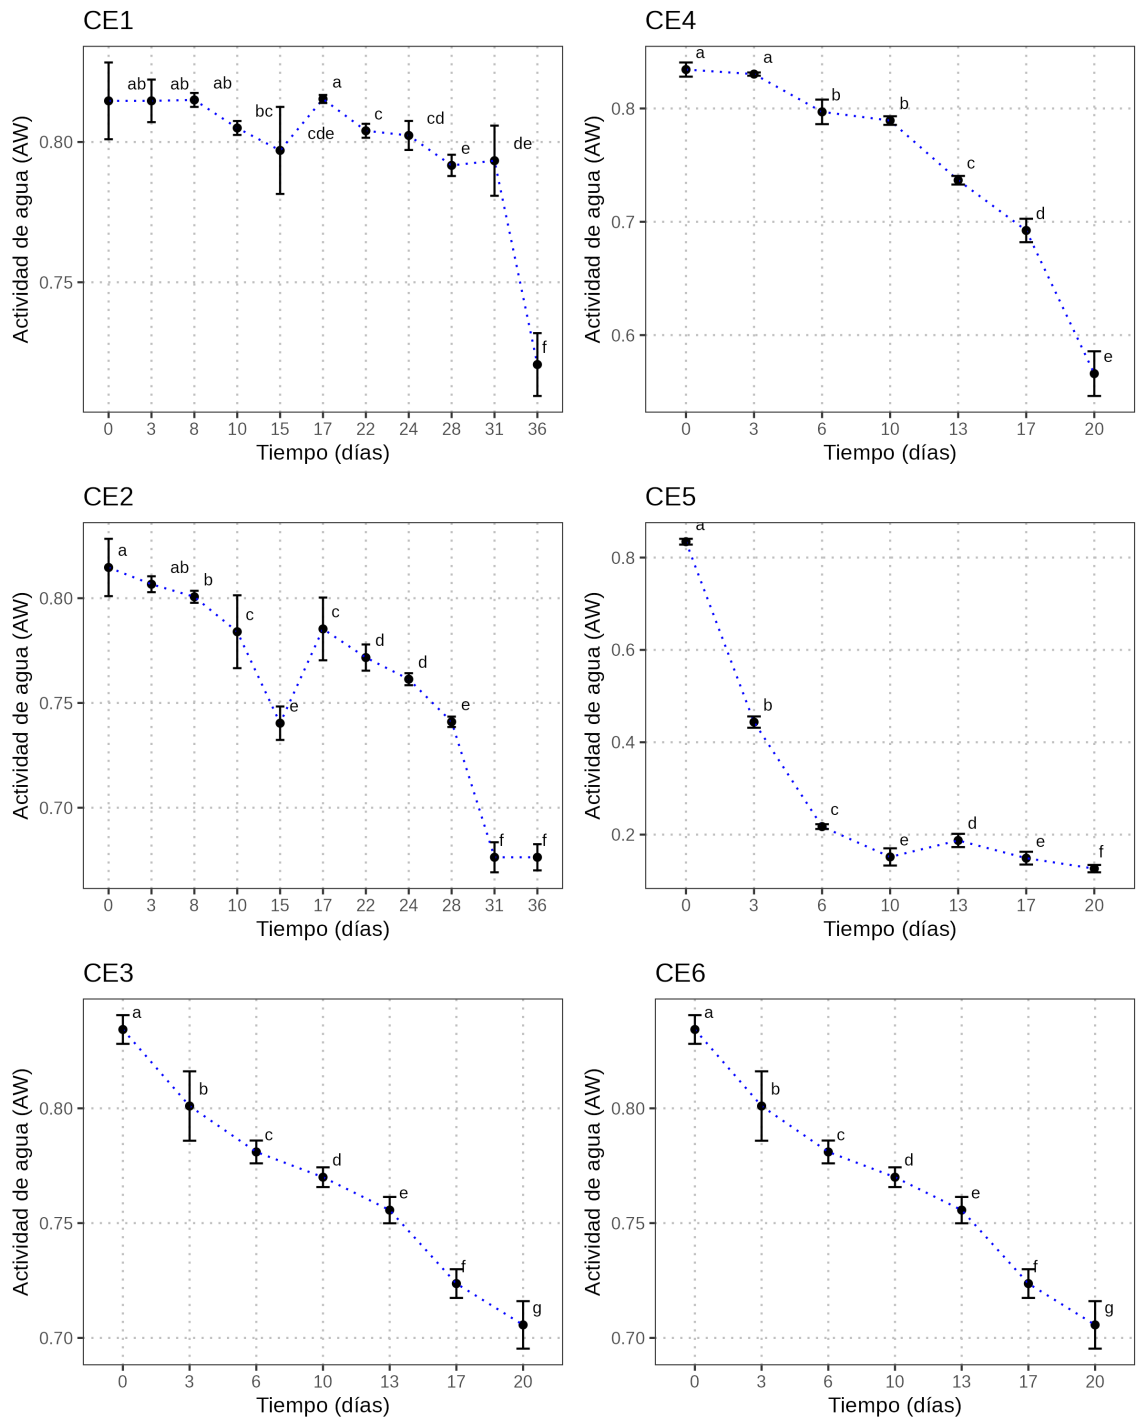 CE1
Actividad de agua (AW)
0.80
0.75
ab
ab
ab
bc
cde
a
c
cd
e
de
f
0 3 8 10 15 17 22 24 28 31 36
Tiempo (días)
CE4
Actividad de agua (AW)
0.8
0.7
0.6
a
a
b
b
c
d
e
0 3 6 10 13 17 20
Tiempo (días)
CE2
Actividad de agua (AW)
0.80
0.75
0.70
a
ab
b
c
e
c
d
d
e
f
f
0 3 8 10 15 17 22 24 28 31 36
Tiempo (días)
CE5
Actividad de agua (AW)
0.8
0.6
0.4
0.2
a
b
c
e
d
e
f
0 3 6 10 13 17 20
Tiempo (días)
CE3
Actividad de agua (AW)
0.80
0.75
0.70
a
b
c
d
e
f
g
0 3 6 10 13 17 20
Tiempo (días)
CE6
Actividad de agua (AW)
0.80
0.75
0.70
a
b
c
d
e
f
g
0 3 6 10 13 17 20
Tiempo (días)